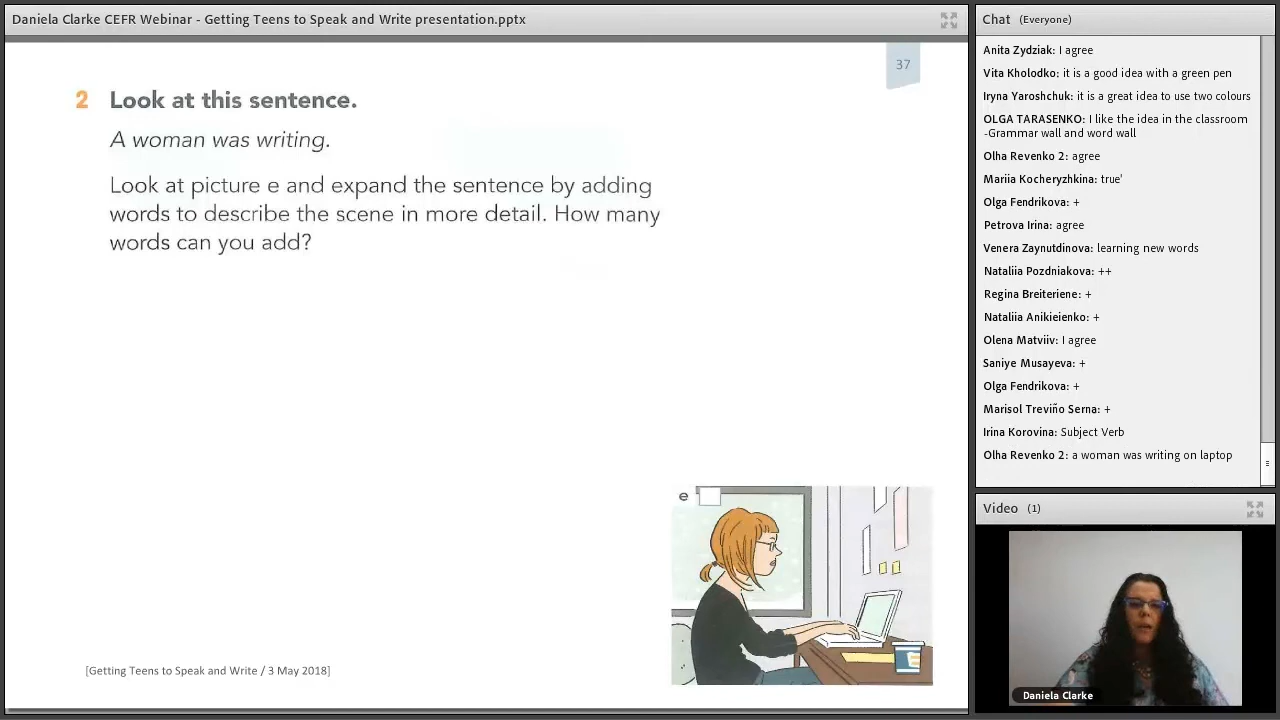 Daniela Clarke CEFR Webinar - Getting Teens to Speak and Write presentation.pptx
37
2 Look at this sentence.
A woman was writing.
Look at picture e and expand the sentence by adding
words to describe the scene in more detail. How many
words can you add?
e
[Getting Teens to Speak and Write / 3 May 2018]
Chat (Everyone)
Anita Zydziak: I agree
Vita Kholodko: it is a good idea with a green pen
Iryna Yaroshchuk: it is a great idea to use two colours
OLGA TARASENKO: I like the idea in the classroom
-Grammar wall and word wall
Olha Revenko 2: agree
Mariia Kocheryzhkina: true'
Olga Fendrikova: +
Petrova Irina: agree
Venera Zaynutdinova: learning new words
Nataliia Pozdniakova: ++
Regina Breiteriene: +
Nataliia Anikieienko: +
Olena Matviiv: I agree
Saniye Musayeva: +
Olga Fendrikova: +
Marisol Treviño Serna: +
Irina Korovina: Subject Verb
Olha Revenko 2: a woman was writing on laptop
Video (1)
Daniela Clarke